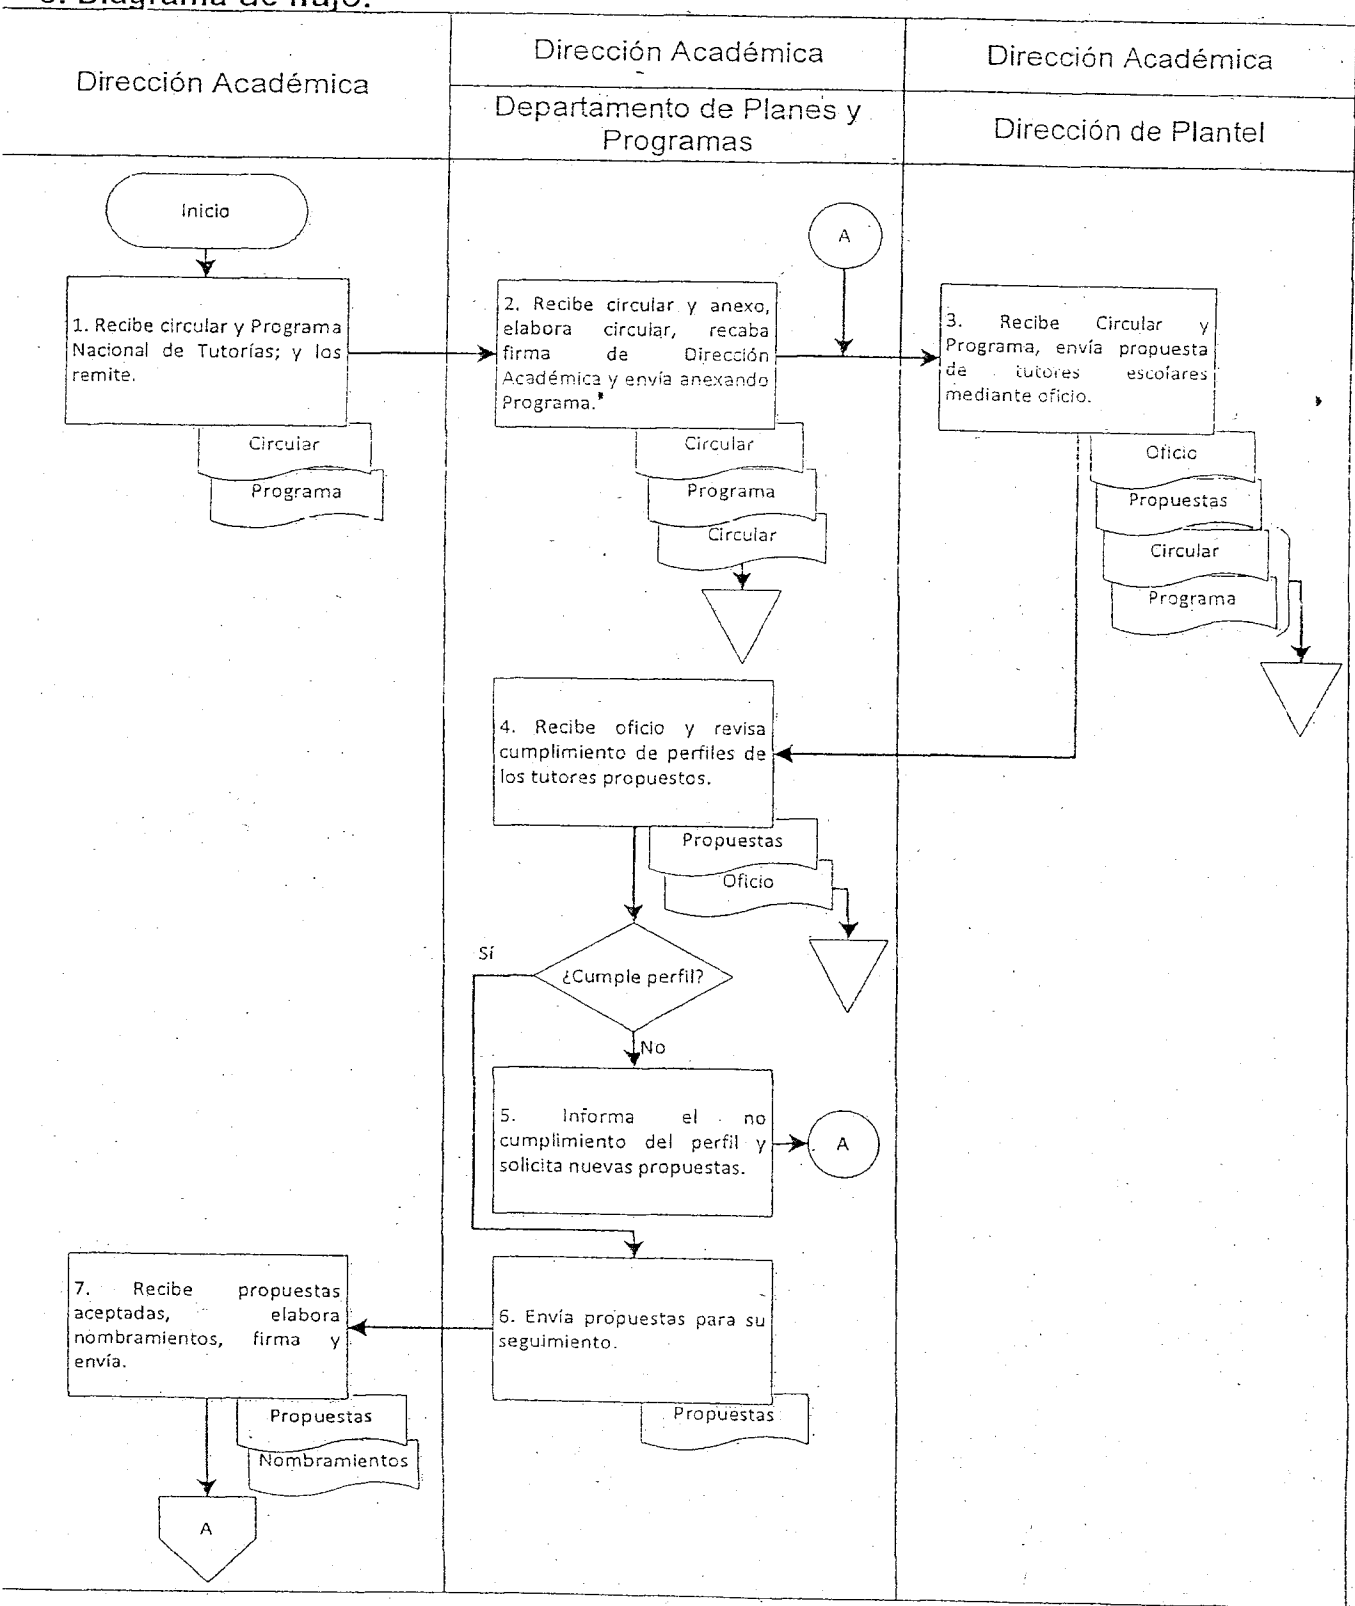 Diagrama de flujo.
Dirección Académica
Dirección Académica
Departamento de Planes y
Programas
Dirección Académica
Dirección de Plantel
Inicio
A
1. Recibe circular y Programa
Nacional de Tutorías; y los
remite.
Circular
Programa
2. Recibe circular y anexo,
elabora circular, recaba
firma de Dirección
Académica y envía anexando
Programa.
Circular
Programa
Circular
3. Recibe Circular y
Programa, envía propuesta
de tutores escolares
mediante oficio.
Oficio
Propuestas
Circular
Programa
4. Recibe oficio y revisa
cumplimiento de perfiles de
los tutores propuestos.
Propuestas
Oficio
Sí
¿Cumple perfil?
No
5. Informa el no
cumplimiento del perfil y
solicita nuevas propuestas.
A
6. Envía propuestas para su
seguimiento.
Propuestas
7. Recibe propuestas
aceptadas, elabora
nombramientos, firma y
envía.
Propuestas
Nombramientos
A